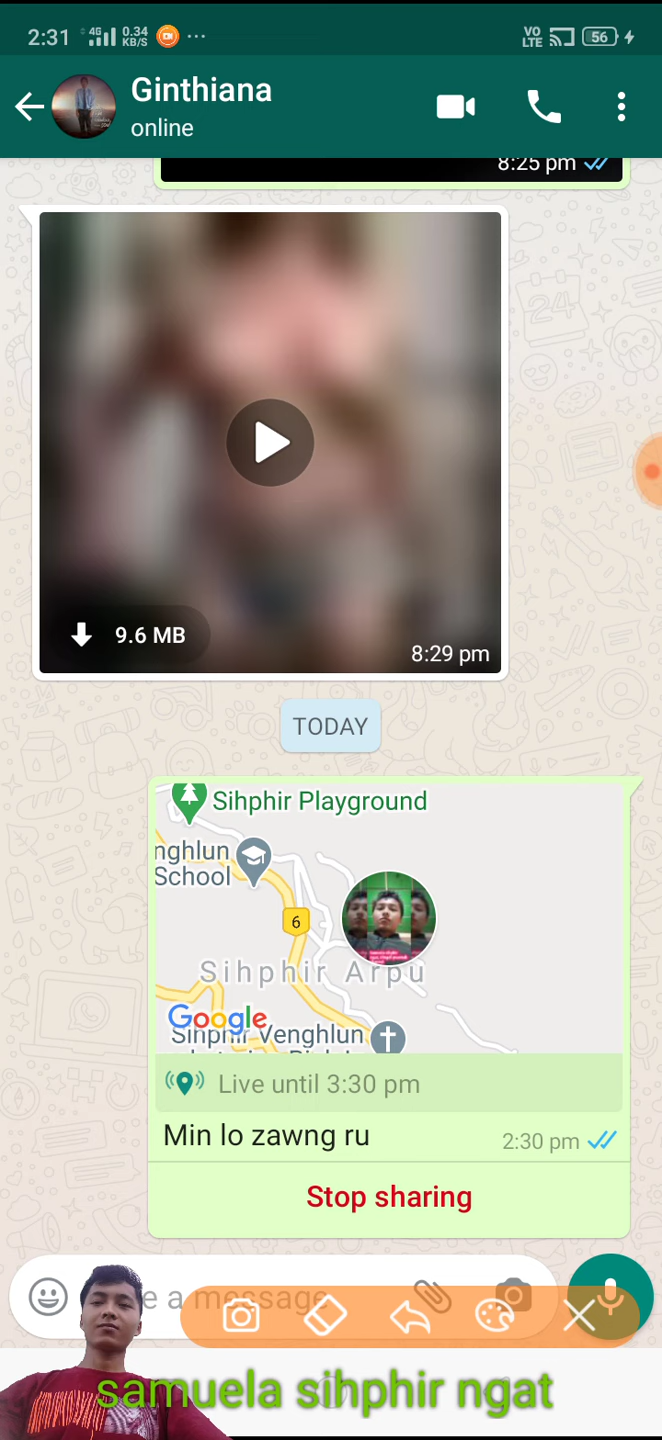 2:31 4G 0.34 KB/S ... VO LTE 56
Ginthiana
online
8:25 pm
9.6 MB
8:29 pm
TODAY
Sihphir Playground
nghlun
School
6
Sihphir Arpu
Google
Sihphir Venghlun
Live until 3:30 pm
Min lo zawng ru
2:30 pm
Stop sharing
e a message
samuela sihphir ngat